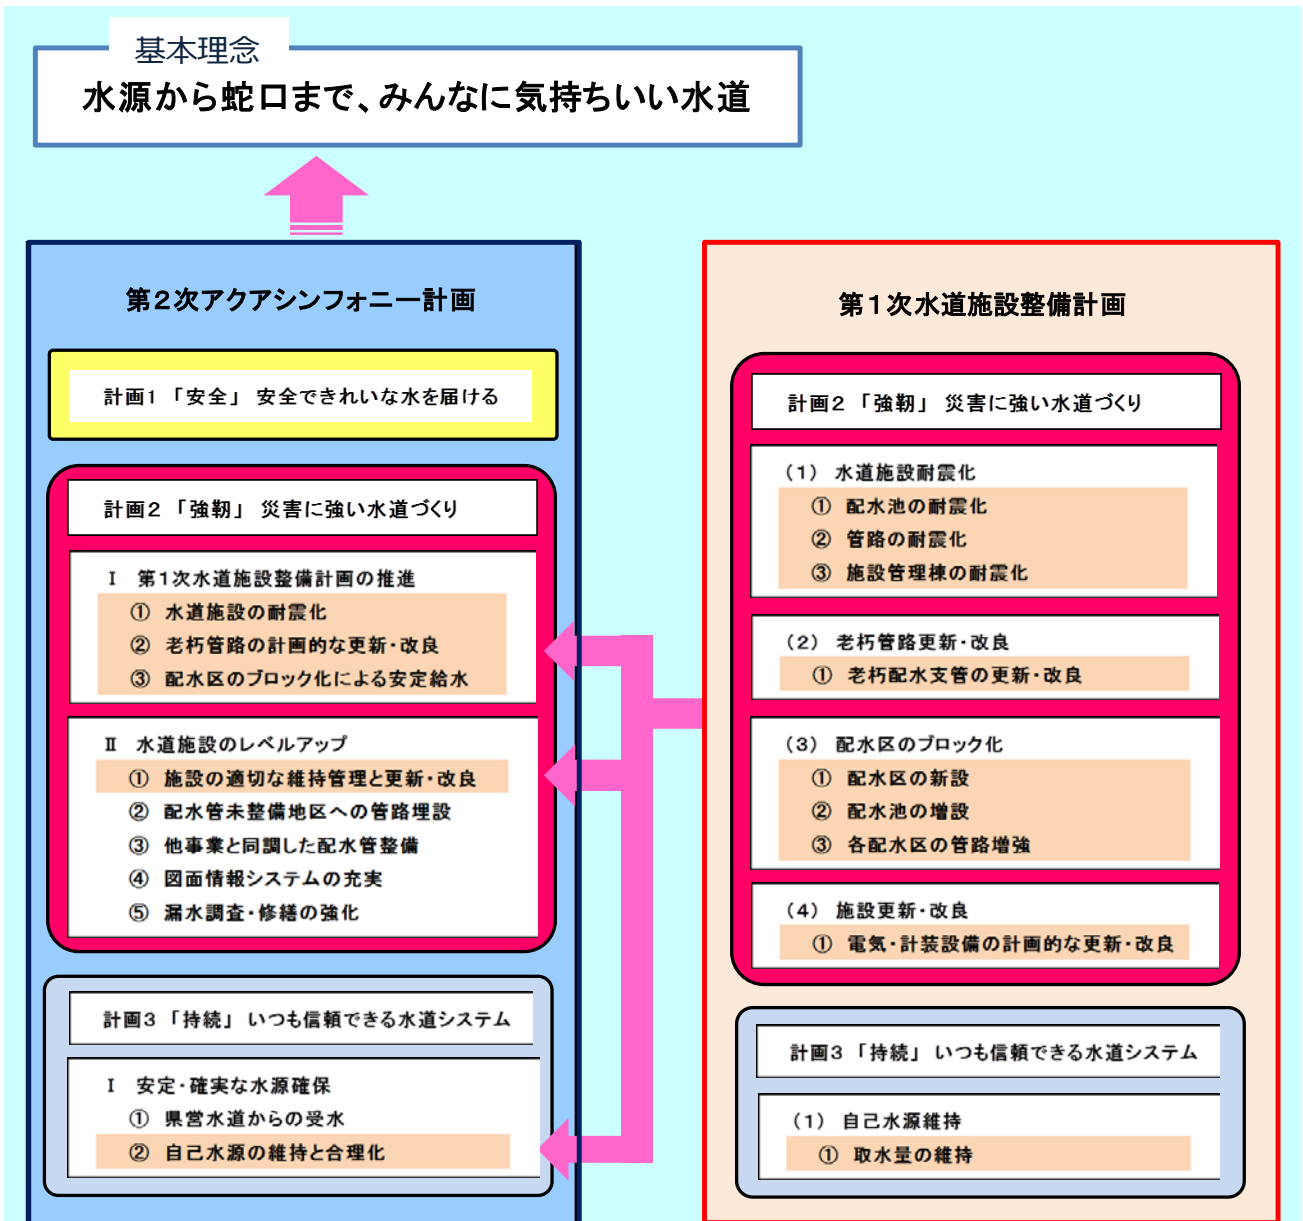 基本理念
水源から蛇口まで、みんなに気持ちいい水道
第２次アクアシンフォニー計画
計画1 「安全」 安全できれいな水を届ける
計画2 「強靭」 災害に強い水道づくり
Ⅰ 第1次水道施設整備計画の推進
① 水道施設の耐震化
② 老朽管路の計画的な更新・改良
③ 配水区のブロック化による安定給水
Ⅱ 水道施設のレベルアップ
① 施設の適切な維持管理と更新・改良
② 配水管未整備地区への管路埋設
③ 他事業と同調した配水管整備
④ 図面情報システムの充実
⑤ 漏水調査・修繕の強化
計画3 「持続」 いつも信頼できる水道システム
Ⅰ 安定・確実な水源確保
① 県営水道からの受水
② 自己水源の維持と合理化
第１次水道施設整備計画
計画2 「強靭」 災害に強い水道づくり
（1） 水道施設耐震化
① 配水池の耐震化
② 管路の耐震化
③ 施設管理棟の耐震化
（2） 老朽管路更新・改良
① 老朽配水支管の更新・改良
（3） 配水区のブロック化
① 配水区の新設
② 配水池の増設
③ 各配水区の管路増強
（4） 施設更新・改良
① 電気・計装設備の計画的な更新・改良
計画3 「持続」 いつも信頼できる水道システム
（1） 自己水源維持
① 取水量の維持